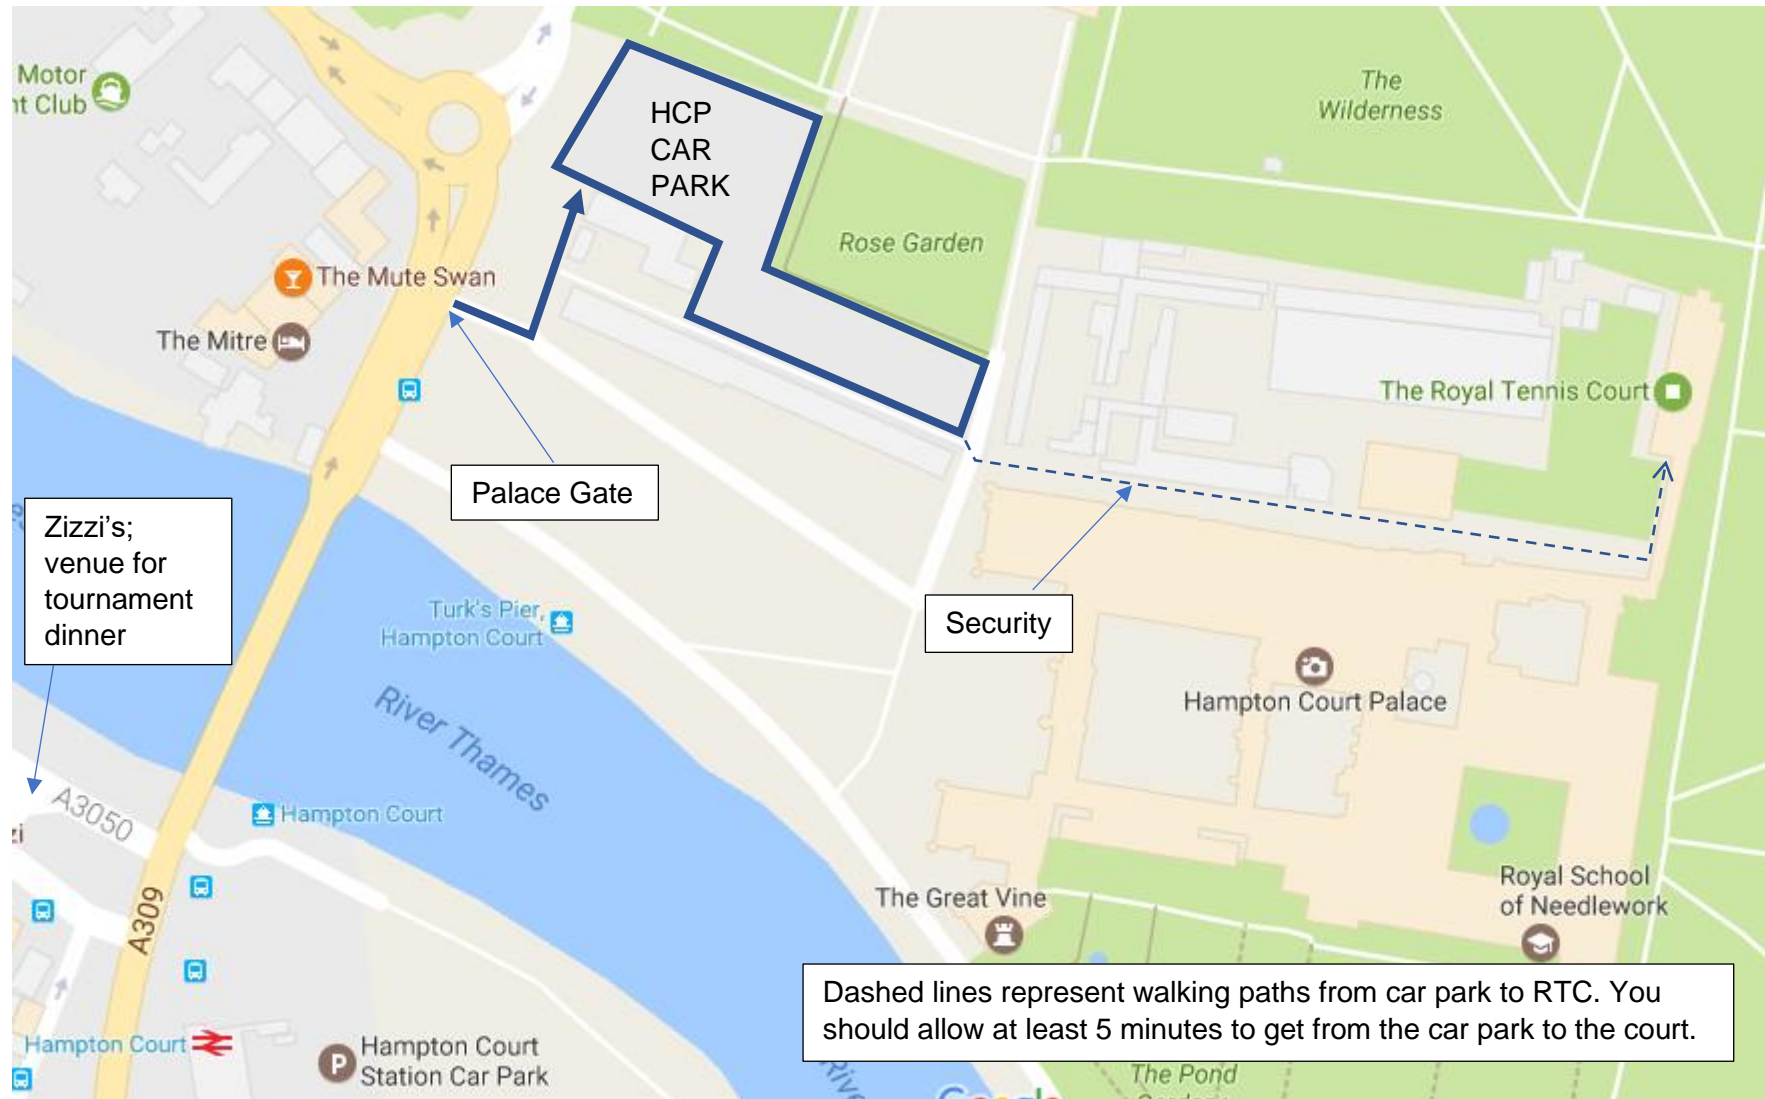 Motor
nt Club
HCP
CAR
PARK
The
Wilderness
Rose Garden
The Mute Swan
The Mitre
The Royal Tennis Court
Palace Gate
Zizzi's;
venue for
tournament
dinner
Turk's Pier,
Hampton Court
Security
River Thames
Hampton Court Palace
A3050
Hampton Court
zi
A309
The Great Vine
Royal School
of Needlework
Dashed lines represent walking paths from car park to RTC. You
should allow at least 5 minutes to get from the car park to the court.
Hampton Court
P
Hampton Court
Station Car Park
Rive
Google
The Pond